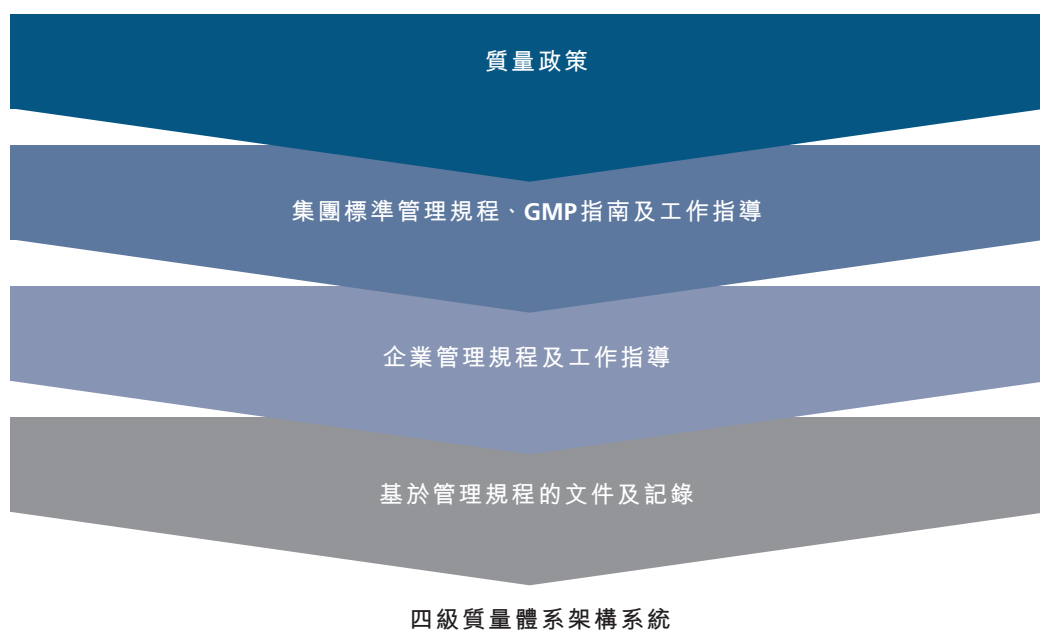 質量政策
集團標準管理規程、GMP指南及工作指導
企業管理規程及工作指導
基於管理規程的文件及記錄
四級質量體系架構系統